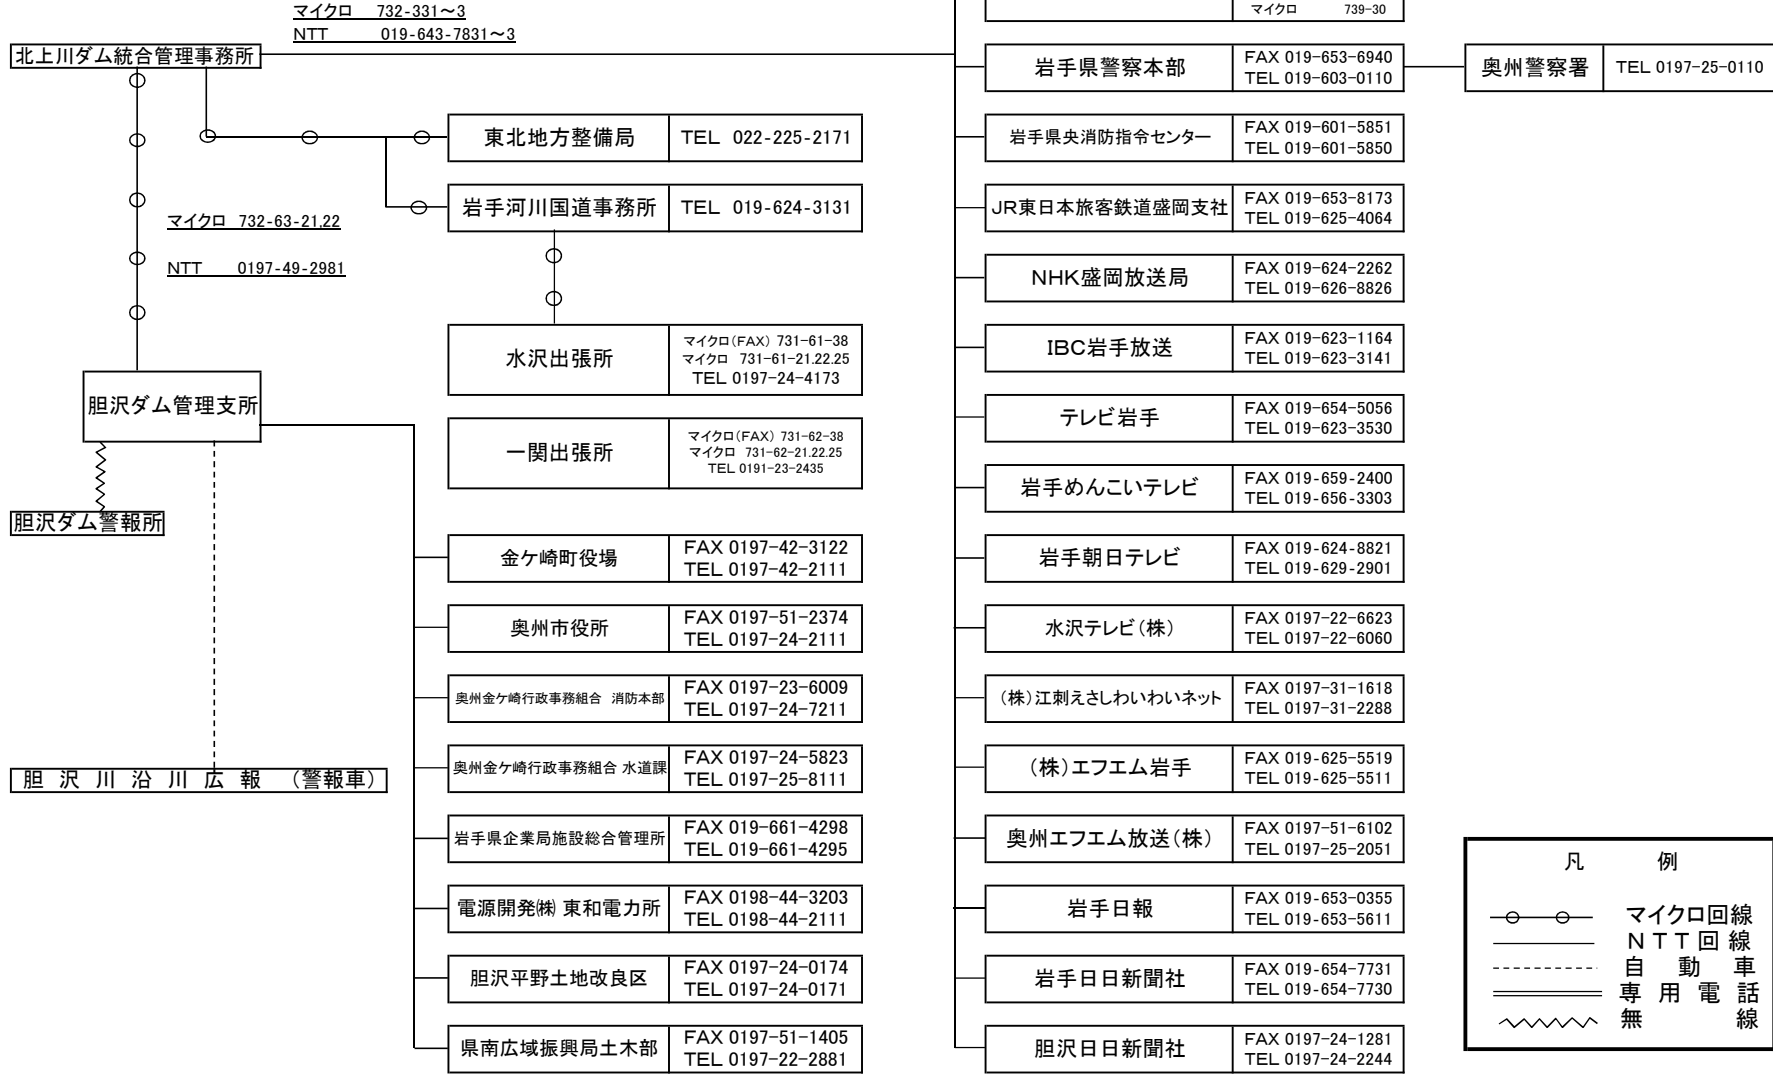 マイクロ 732-331～3
NTT 019-643-7831～3
北上川ダム統合管理事務所
東北地方整備局 TEL 022-225-2171
岩手河川国道事務所 TEL 019-624-3131
マイクロ 732-63-21,22
NTT 0197-49-2981
水沢出張所
マイクロ(FAX) 731-61-38
マイクロ 731-61-21.22.25
TEL 0197-24-4173
胆沢ダム管理支所
一関出張所
マイクロ(FAX) 731-62-38
マイクロ 731-62-21.22.25
TEL 0191-23-2435
胆沢ダム警報所
胆沢川沿川広報 (警報車)
金ケ崎町役場
FAX 0197-42-3122
TEL 0197-42-2111
奥州市役所
FAX 0197-51-2374
TEL 0197-24-2111
奥州金ケ崎行政事務組合 消防本部
FAX 0197-23-6009
TEL 0197-24-7211
奥州金ケ崎行政事務組合 水道課
FAX 0197-24-5823
TEL 0197-25-8111
岩手県企業局施設総合管理所
FAX 019-661-4298
TEL 019-661-4295
電源開発㈱ 東和電力所
FAX 0198-44-3203
TEL 0198-44-2111
胆沢平野土地改良区
FAX 0197-24-0174
TEL 0197-24-0171
県南広域振興局土木部
FAX 0197-51-1405
TEL 0197-22-2881
マイクロ 739-30
岩手県警察本部
FAX 019-653-6940
TEL 019-603-0110
奥州警察署 TEL 0197-25-0110
岩手県央消防指令センター
FAX 019-601-5851
TEL 019-601-5850
JR東日本旅客鉄道盛岡支社
FAX 019-653-8173
TEL 019-625-4064
NHK盛岡放送局
FAX 019-624-2262
TEL 019-626-8826
IBC岩手放送
FAX 019-623-1164
TEL 019-623-3141
テレビ岩手
FAX 019-654-5056
TEL 019-623-3530
岩手めんこいテレビ
FAX 019-659-2400
TEL 019-656-3303
岩手朝日テレビ
FAX 019-624-8821
TEL 019-629-2901
水沢テレビ(株)
FAX 0197-22-6623
TEL 0197-22-6060
(株)江刺えさしわいわいネット
FAX 0197-31-1618
TEL 0197-31-2288
(株)エフエム岩手
FAX 019-625-5519
TEL 019-625-5511
奥州エフエム放送(株)
FAX 0197-51-6102
TEL 0197-25-2051
岩手日報
FAX 019-653-0355
TEL 019-653-5611
岩手日日新聞社
FAX 019-654-7731
TEL 019-654-7730
胆沢日日新聞社
FAX 0197-24-1281
TEL 0197-24-2244
凡例
マイクロ回線
NTT回線
自動車
専用電話
無線